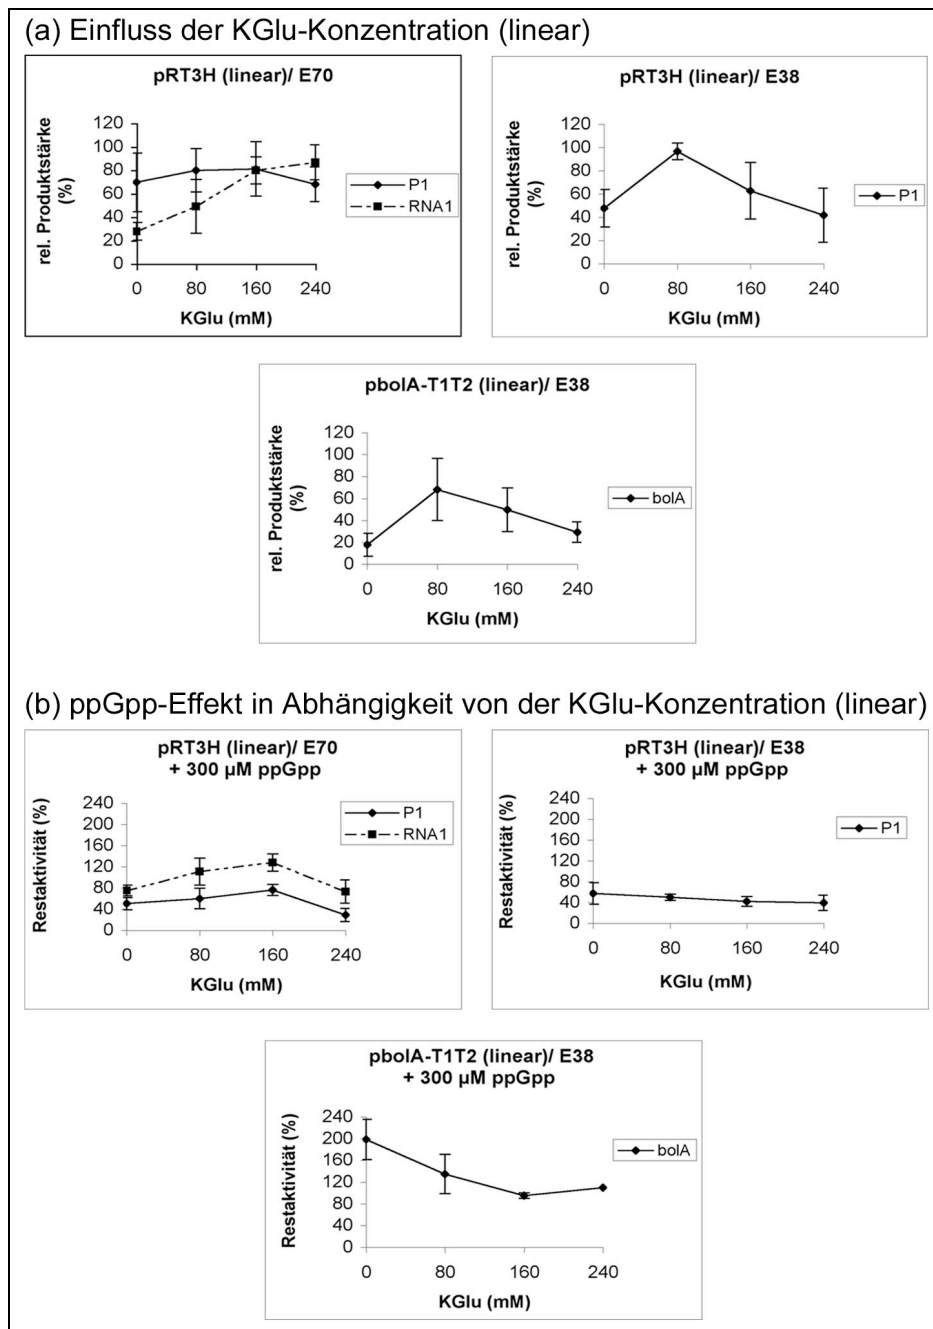 (a) Einfluss der KGlu-Konzentration (linear)
pRT3H (linear)/ E70
rel. Produktstärke
(%)
120
100
80
60
40
20
0
0 80 160 240
KGlu (mM)
P1
RNA1
pRT3H (linear)/ E38
rel. Produktstärke
(%)
120
100
80
60
40
20
0
0 80 160 240
KGlu (mM)
P1
pbolA-T1T2 (linear)/ E38
rel. Produktstärke
(%)
120
100
80
60
40
20
0
0 80 160 240
KGlu (mM)
bolA
(b) ppGpp-Effekt in Abhängigkeit von der KGlu-Konzentration (linear)
pRT3H (linear)/ E70
+ 300 µM ppGpp
Restaktivität (%)
240
200
160
120
80
40
0
0 80 160 240
KGlu (mM)
P1
RNA1
pRT3H (linear)/ E38
+ 300 µM ppGpp
Restaktivität (%)
240
200
160
120
80
40
0
0 80 160 240
KGlu (mM)
P1
pbolA-T1T2 (linear)/ E38
+ 300 µM ppGpp
Restaktivität (%)
240
200
160
120
80
40
0
0 80 160 240
KGlu (mM)
bolA